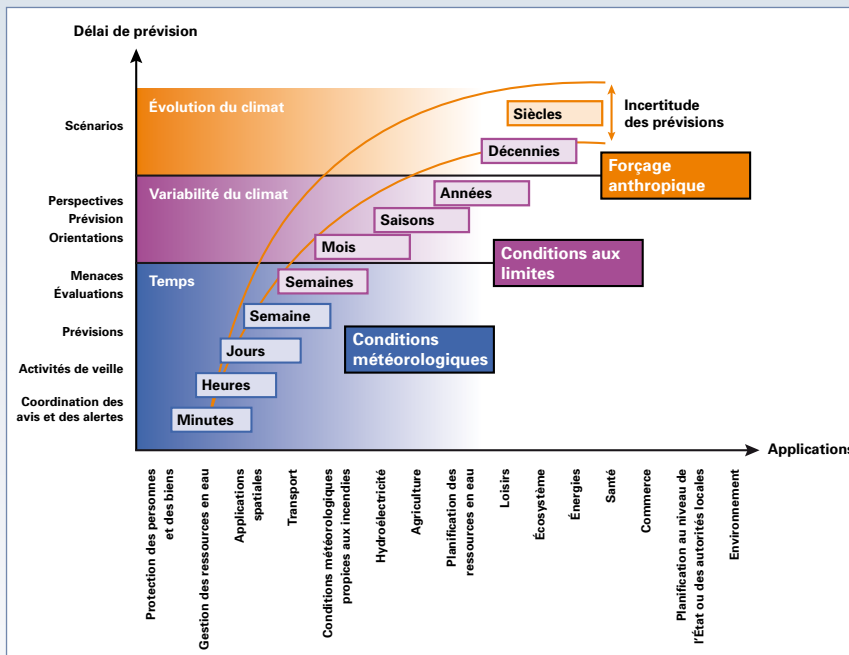 Délai de prévision
Évolution du climat
Scénarios
Siècles
Incertitude
des prévisions
Décennies
Forçage
anthropique
Variabilité du climat
Années
Perspectives
Prévision
Saisons
Orientations
Mois
Conditions aux
limites
Menaces
Évaluations
Temps
Semaines
Semaine
Prévisions
Conditions
météorologiques
Jours
Activités de veille
Heures
Coordination des
avis et des alertes
Minutes
Applications
Protection des personnes
et des biens
Gestion des ressources en eau
Applications
spatiales
Transport
Conditions météorologiques
propices aux incendies
Hydroélectricité
Agriculture
Planification des
ressources en eau
Loisirs
Écosystème
Énergies
Santé
Commerce
Planification au niveau de
l'État ou des autorités locales
Environnement